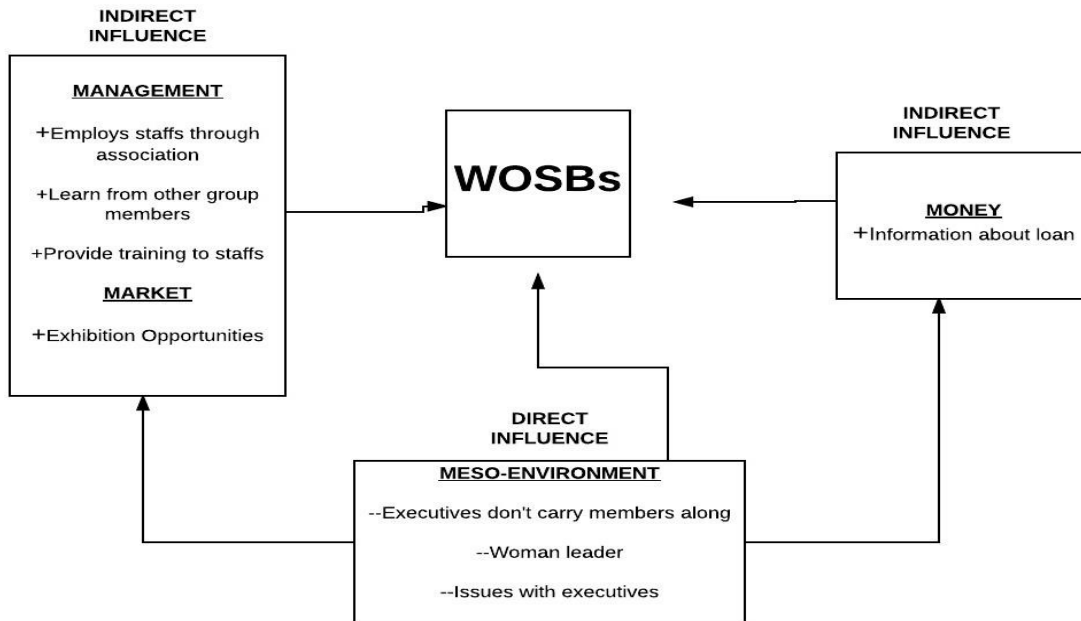 INDIRECT
INFLUENCE
MANAGEMENT
+Employs staffs through
association
+Learn from other group
members
+Provide training to staffs
MARKET
+Exhibition Opportunities
WOSBs
INDIRECT
INFLUENCE
MONEY
+Information about loan
DIRECT
INFLUENCE
MESO-ENVIRONMENT
--Executives don't carry members along
--Woman leader
--Issues with executives